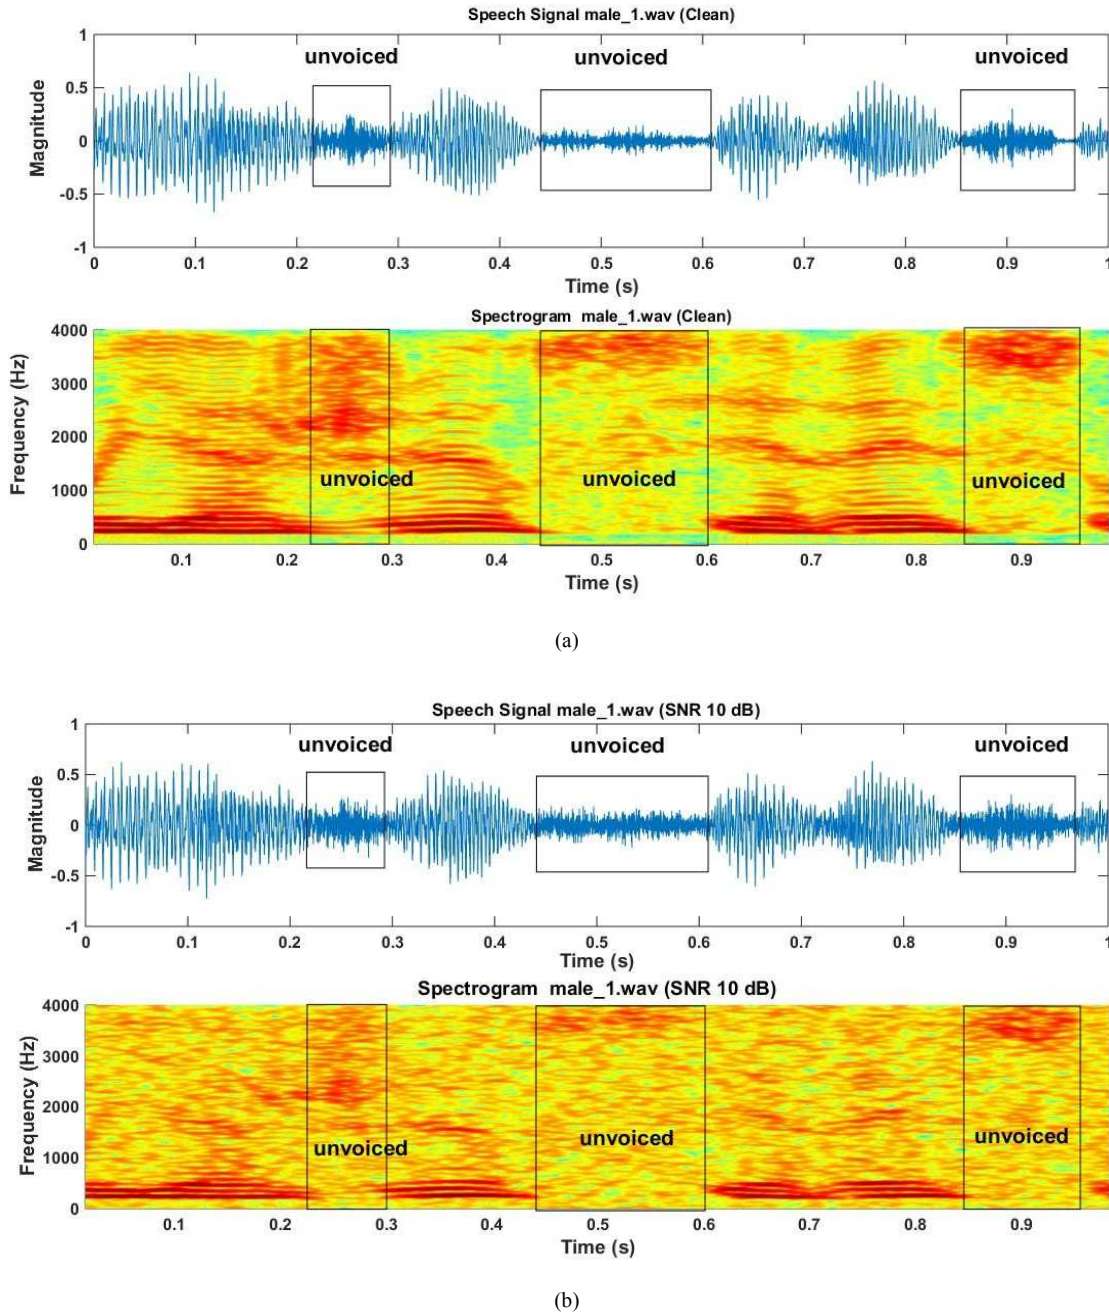 Speech Signal male_1.wav (Clean)
unvoiced unvoiced unvoiced
1
0.5
0
-0.5
-1
Magnitude
0 0.1 0.2 0.3 0.4 0.5 0.6 0.7 0.8 0.9 1
Time (s)
Spectrogram male_1.wav (Clean)
4000
3000
2000
1000
0
Frequency (Hz)
unvoiced unvoiced unvoiced
0.1 0.2 0.3 0.4 0.5 0.6 0.7 0.8 0.9
Time (s)
(a)
Speech Signal male_1.wav (SNR 10 dB)
unvoiced unvoiced unvoiced
1
0.5
0
-0.5
-1
Magnitude
0 0.1 0.2 0.3 0.4 0.5 0.6 0.7 0.8 0.9 1
Time (s)
Spectrogram male_1.wav (SNR 10 dB)
4000
3000
2000
1000
0
Frequency (Hz)
unvoiced unvoiced unvoiced
0.1 0.2 0.3 0.4 0.5 0.6 0.7 0.8 0.9
Time (s)
(b)